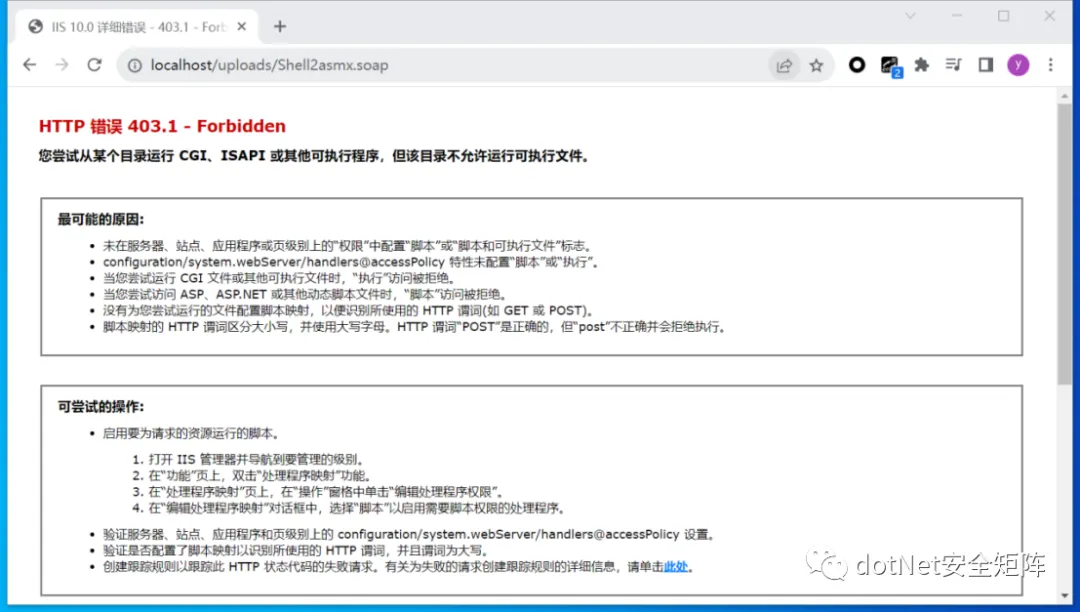 IIS 10.0 详细错误 - 403.1 - Forb
localhost/uploads/Shell2asmx.soap
2
y
HTTP 错误 403.1 - Forbidden
您尝试从某个目录运行 CGI、ISAPI 或其他可执行程序，但该目录不允许运行可执行文件。
最可能的原因:
• 未在服务器、站点、应用程序或页级别上的“权限”中配置“脚本”或“脚本和可执行文件”标志。
• configuration/system.webServer/handlers@accessPolicy 特性未配置“脚本”或“执行”。
• 当您尝试运行 CGI 文件或其他可执行文件时，“执行”访问被拒绝。
• 当您尝试访问 ASP、ASP.NET 或其他动态脚本文件时，“脚本”访问被拒绝。
• 没有为您尝试运行的文件配置脚本映射，以便识别所使用的 HTTP 谓词(如 GET 或 POST)。
• 脚本映射的 HTTP 谓词区分大小写，并使用大写字母。HTTP 谓词“POST”是正确的，但“post”不正确并会拒绝执行。
可尝试的操作:
• 启用要为请求的资源运行的脚本。
1. 打开 IIS 管理器并导航到要管理的级别。
2. 在“功能”页上，双击“处理程序映射”功能。
3. 在“处理程序映射”页上，在“操作”窗格中单击“编辑处理程序权限”。
4. 在“编辑处理程序映射”对话框中，选择“脚本”以启用需要脚本权限的处理程序。
• 验证服务器、站点、应用程序和页级别上的 configuration/system.webServer/handlers@accessPolicy 设置。
• 验证是否配置了脚本映射以识别所使用的 HTTP 谓词，并且谓词为大写。
• 创建跟踪规则以跟踪此 HTTP 状态代码的失败请求。有关为失败的请求创建跟踪规则的详细信息，请单击此处。
dotNet安全矩阵